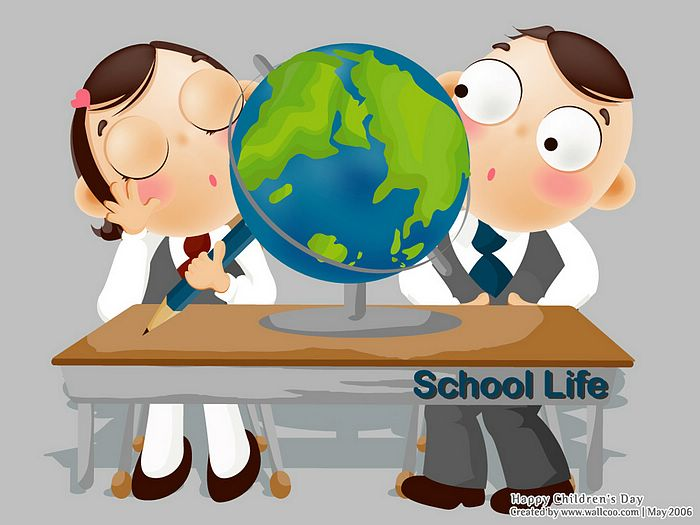 School Life
Happy Children's Day
Created by www.wallcoo.com | May 2006